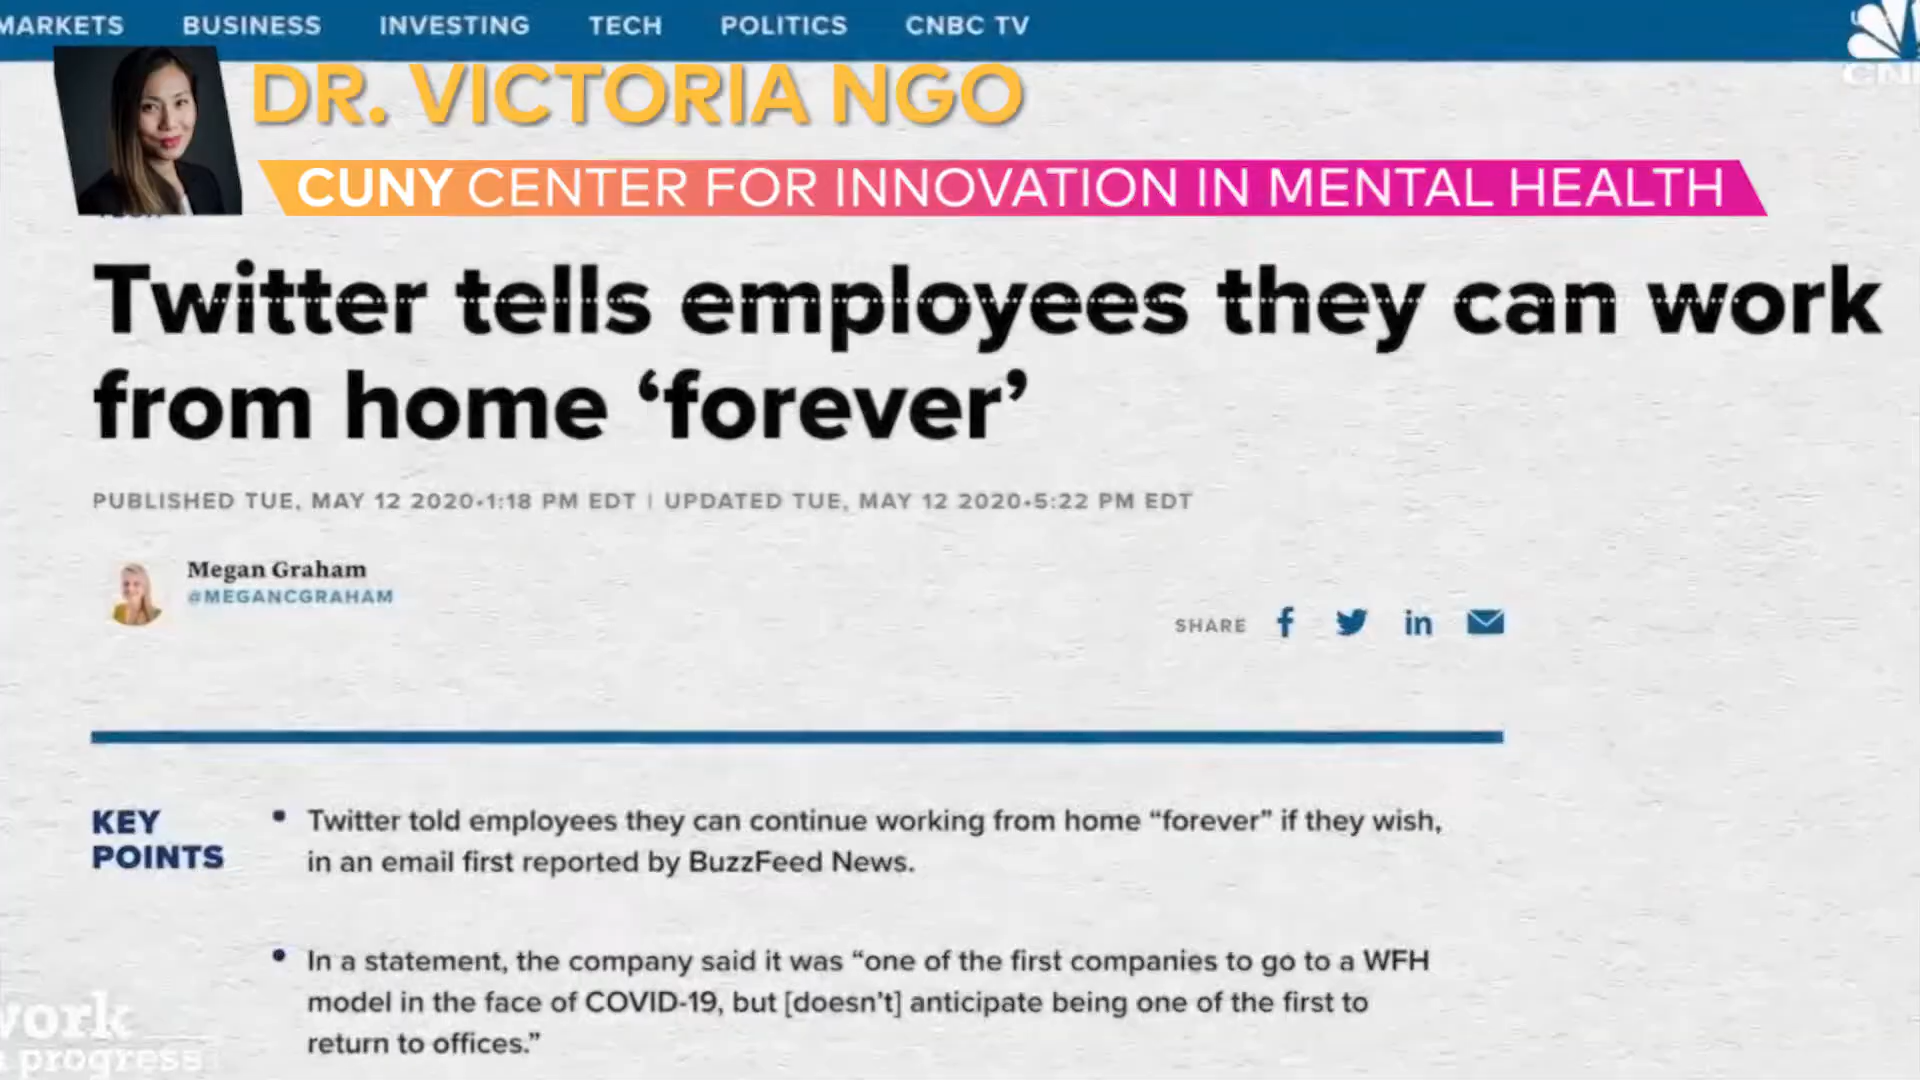 MARKETS BUSINESS INVESTING TECH POLITICS CNBC TV
DR. VICTORIA NGO
CUNY CENTER FOR INNOVATION IN MENTAL HEALTH
Twitter tells employees they can work
from home ‘forever’
PUBLISHED TUE, MAY 12 2020•1:18 PM EDT | UPDATED TUE, MAY 12 2020•5:22 PM EDT
Megan Graham
@MEGANCGRAHAM
SHARE
KEY
POINTS
• Twitter told employees they can continue working from home “forever” if they wish,
in an email first reported by BuzzFeed News.
• In a statement, the company said it was “one of the first companies to go to a WFH
model in the face of COVID-19, but [doesn’t] anticipate being one of the first to
return to offices.”
work
progress